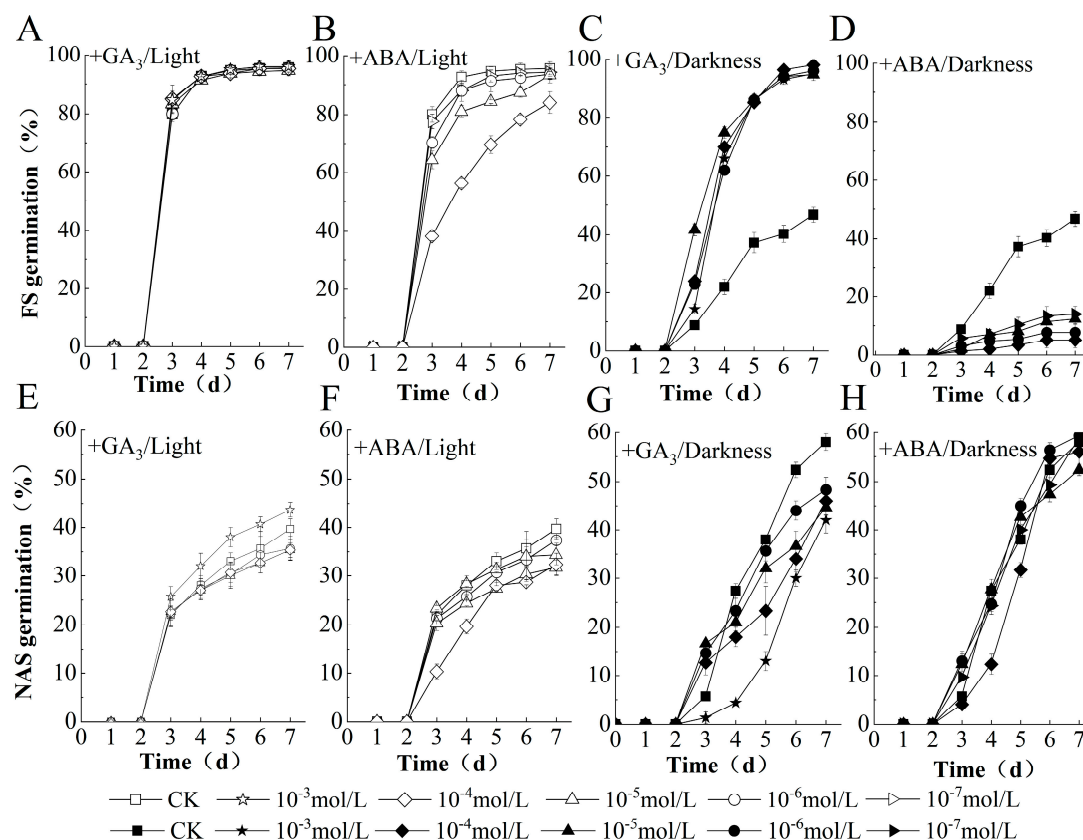 A B C D
+GA3/Light +ABA/Light +GA3/Darkness +ABA/Darkness
FS germination (%)
100 100 100 100
80 80 80 80
60 60 60 60
40 40 40 40
20 20 20 20
0 0 0 0
0 1 2 3 4 5 6 7 0 1 2 3 4 5 6 7 0 1 2 3 4 5 6 7 0 1 2 3 4 5 6 7
Time（d） Time（d） Time（d） Time（d）
E F G H
+GA3/Light +ABA/Light +GA3/Darkness +ABA/Darkness
NAS germination (%)
60 60 60 60
50 50 50 50
40 40 40 40
30 30 30 30
20 20 20 20
10 10 10 10
0 0 0 0
0 1 2 3 4 5 6 7 0 1 2 3 4 5 6 7 0 1 2 3 4 5 6 7 0 1 2 3 4 5 6 7
Time（d） Time（d） Time（d） Time（d）
CK 10-3mol/L 10-4mol/L 10-5mol/L 10-6mol/L 10-7mol/L
CK 10-3mol/L 10-4mol/L 10-5mol/L 10-6mol/L 10-7mol/L